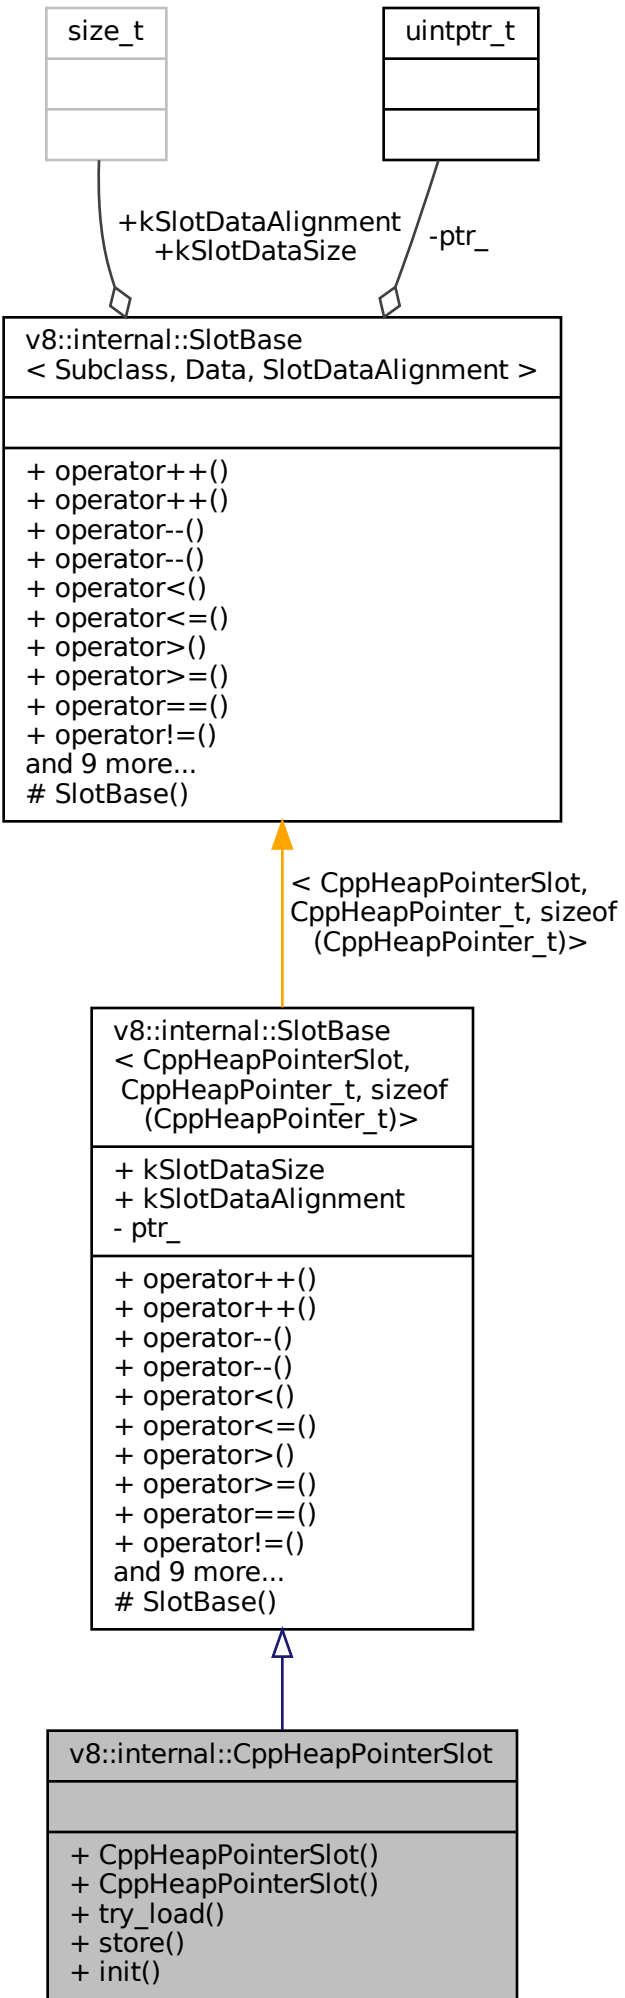 size_t
uintptr_t
+kSlotDataAlignment
+kSlotDataSize
-ptr_
v8::internal::SlotBase
< Subclass, Data, SlotDataAlignment >
+ operator++()
+ operator++()
+ operator--()
+ operator--()
+ operator<()
+ operator<=()
+ operator>()
+ operator>=()
+ operator==()
+ operator!=()
and 9 more...
# SlotBase()
< CppHeapPointerSlot,
CppHeapPointer_t, sizeof
(CppHeapPointer_t)>
v8::internal::SlotBase
< CppHeapPointerSlot,
CppHeapPointer_t, sizeof
(CppHeapPointer_t)>
+ kSlotDataSize
+ kSlotDataAlignment
- ptr_
+ operator++()
+ operator++()
+ operator--()
+ operator--()
+ operator<()
+ operator<=()
+ operator>()
+ operator>=()
+ operator==()
+ operator!=()
and 9 more...
# SlotBase()
v8::internal::CppHeapPointerSlot
+ CppHeapPointerSlot()
+ CppHeapPointerSlot()
+ try_load()
+ store()
+ init()